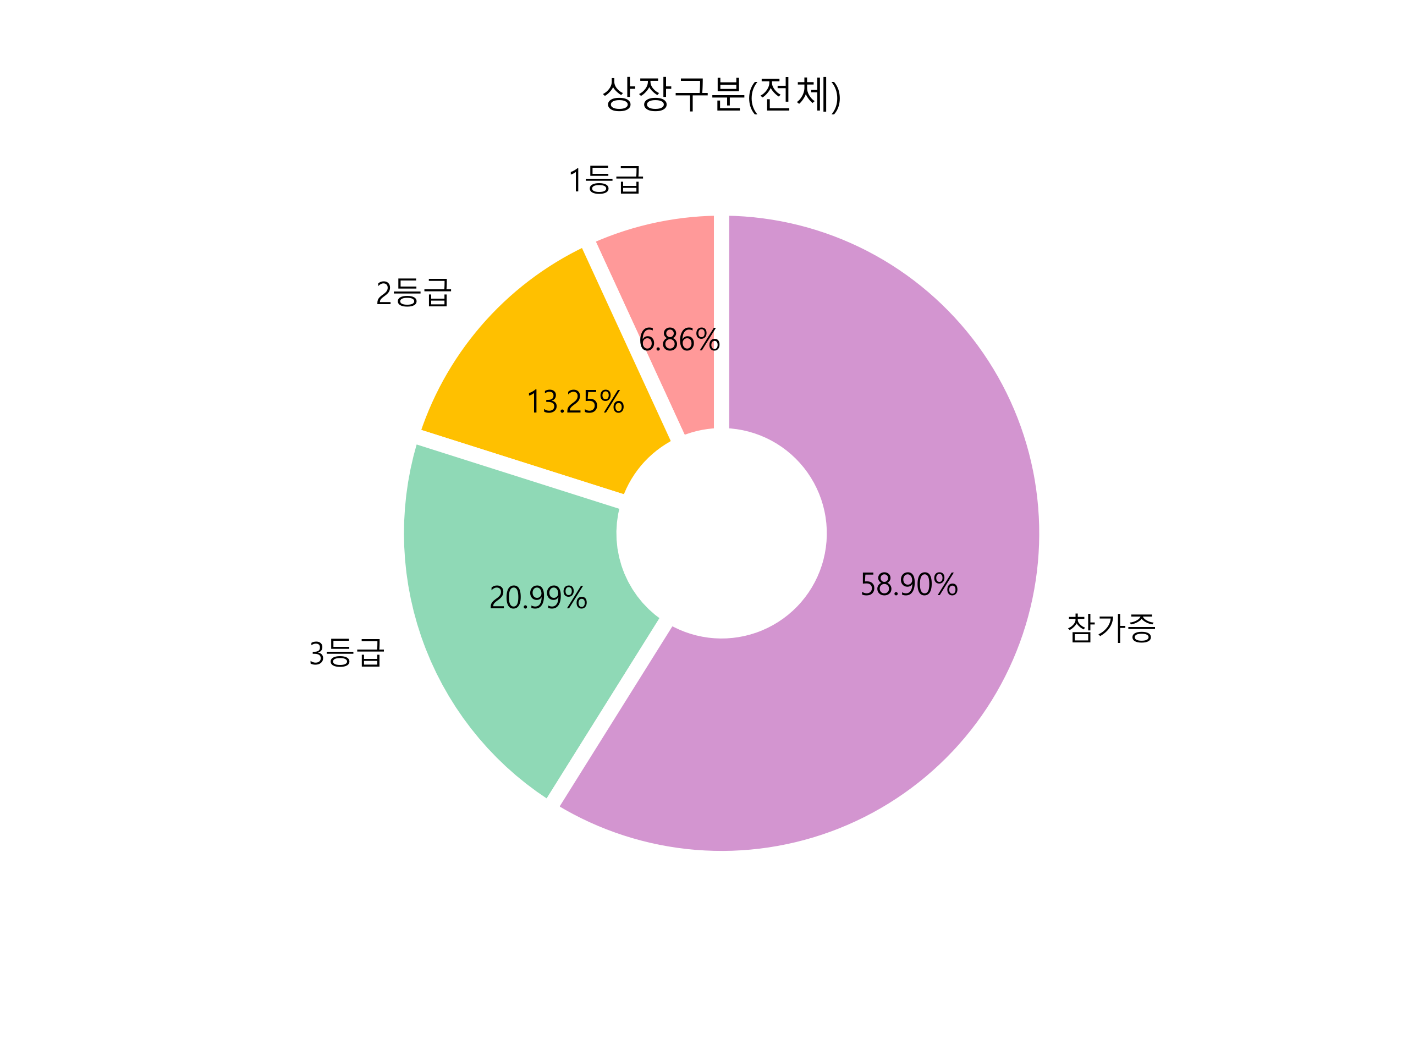 상장구분(전체)
1등급
2등급
6.86%
13.25%
58.90%
20.99%
참가증
3등급